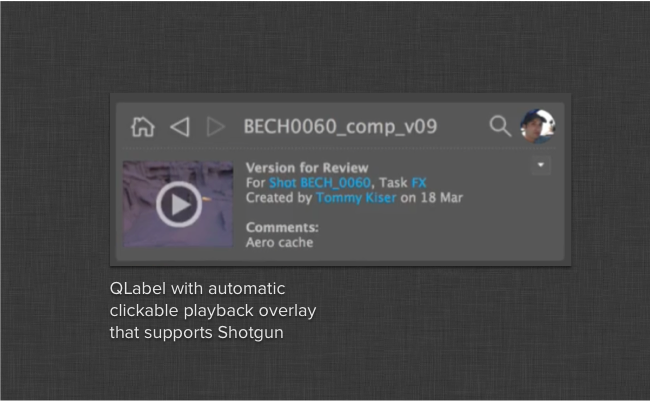 BECH0060_comp_v09
Version for Review
For Shot BECH_0060, Task FX
Created by Tommy Kiser on 18 Mar
Comments:
Aero cache
QLabel with automatic
clickable playback overlay
that supports Shotgun